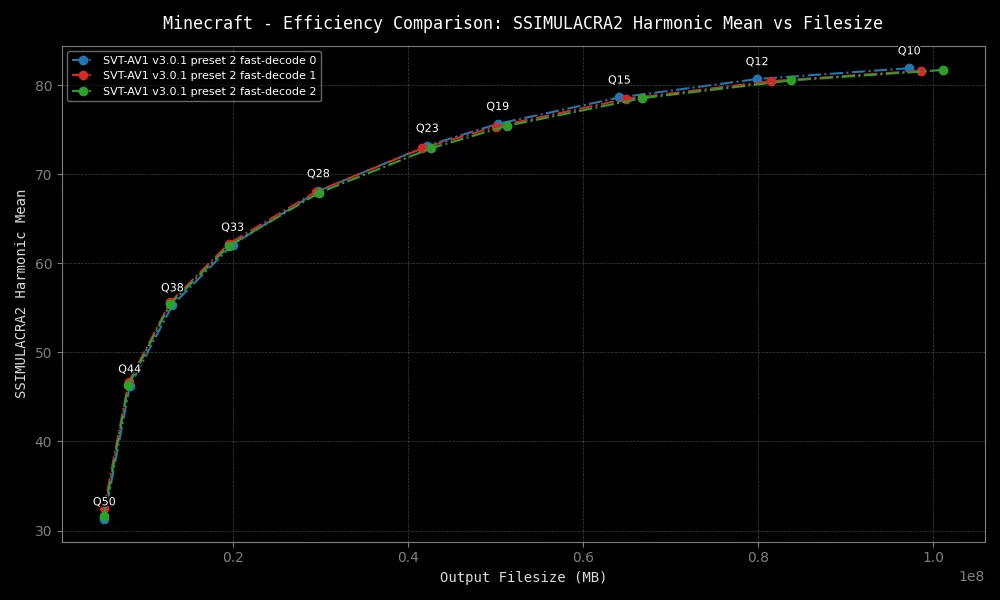 Minecraft - Efficiency Comparison: SSIMULACRA2 Harmonic Mean vs Filesize
SVT-AV1 v3.0.1 preset 2 fast-decode 0
SVT-AV1 v3.0.1 preset 2 fast-decode 1
SVT-AV1 v3.0.1 preset 2 fast-decode 2
Q10
Q12
Q15
Q19
Q23
Q28
Q33
Q38
Q44
Q50
80
70
60
50
40
30
SSIMULACRA2 Harmonic Mean
0.2
0.4
0.6
0.8
1.0
1e8
Output Filesize (MB)